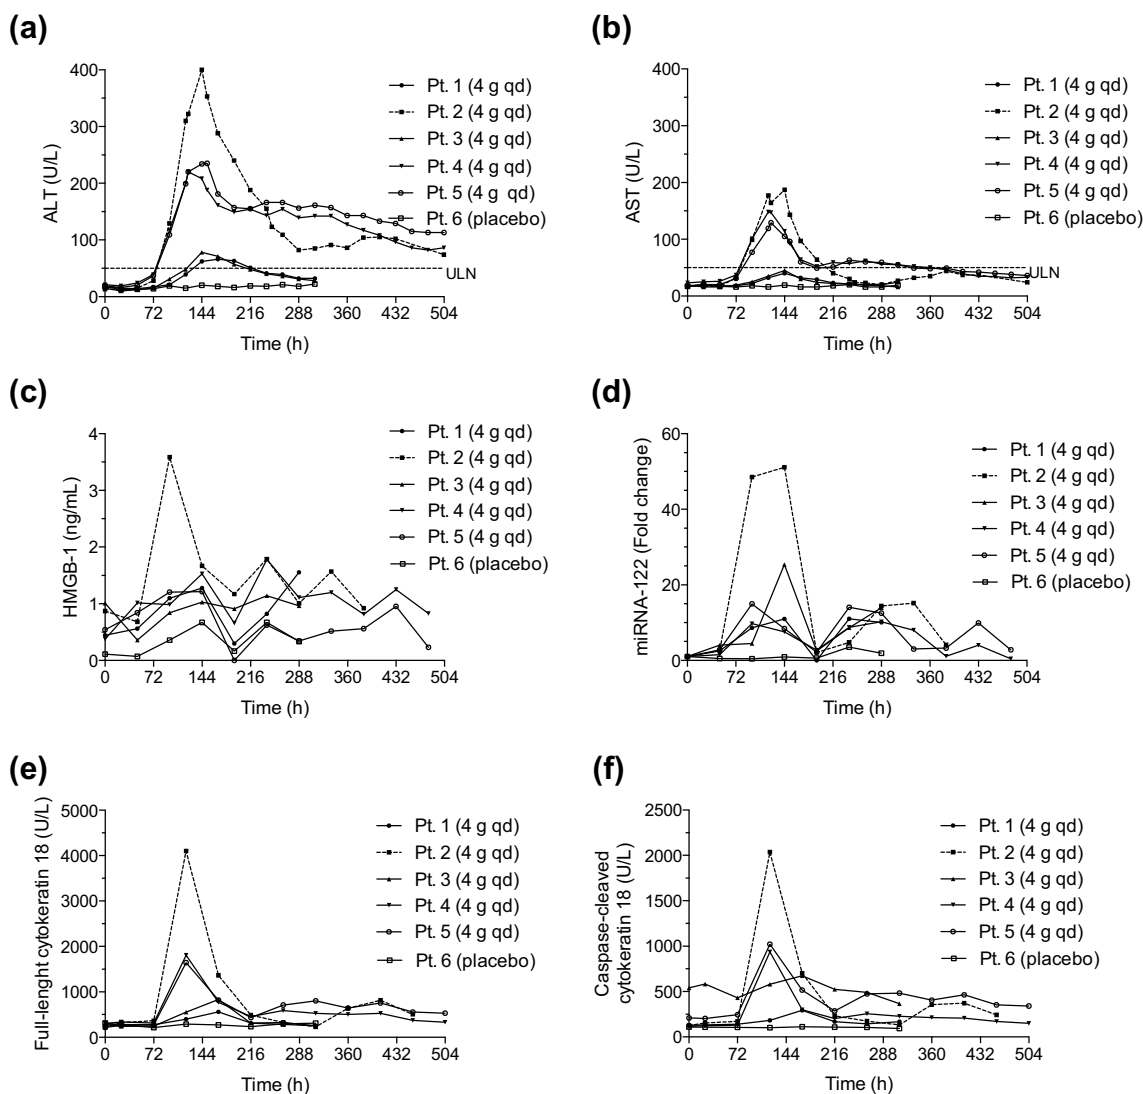 (a)
ALT (U/L)
400
300
200
100
0
0 72 144 216 288 360 432 504
Time (h)
ULN
Pt. 1 (4 g qd)
Pt. 2 (4 g qd)
Pt. 3 (4 g qd)
Pt. 4 (4 g qd)
Pt. 5 (4 g qd)
Pt. 6 (placebo)
(b)
AST (U/L)
400
300
200
100
0
0 72 144 216 288 360 432 504
Time (h)
ULN
Pt. 1 (4 g qd)
Pt. 2 (4 g qd)
Pt. 3 (4 g qd)
Pt. 4 (4 g qd)
Pt. 5 (4 g qd)
Pt. 6 (placebo)
(c)
HMGB-1 (ng/mL)
4
3
2
1
0
0 72 144 216 288 360 432 504
Time (h)
Pt. 1 (4 g qd)
Pt. 2 (4 g qd)
Pt. 3 (4 g qd)
Pt. 4 (4 g qd)
Pt. 5 (4 g qd)
Pt. 6 (placebo)
(d)
miRNA-122 (Fold change)
60
40
20
0
0 72 144 216 288 360 432 504
Time (h)
Pt. 1 (4 g qd)
Pt. 2 (4 g qd)
Pt. 3 (4 g qd)
Pt. 4 (4 g qd)
Pt. 5 (4 g qd)
Pt. 6 (placebo)
(e)
Full-lenght cytokeratin 18 (U/L)
5000
4000
3000
2000
1000
0
0 72 144 216 288 360 432 504
Time (h)
Pt. 1 (4 g qd)
Pt. 2 (4 g qd)
Pt. 3 (4 g qd)
Pt. 4 (4 g qd)
Pt. 5 (4 g qd)
Pt. 6 (placebo)
(f)
Caspase-cleaved
cytokeratin 18 (U/L)
2500
2000
1500
1000
500
0
0 72 144 216 288 360 432 504
Time (h)
Pt. 1 (4 g qd)
Pt. 2 (4 g qd)
Pt. 3 (4 g qd)
Pt. 4 (4 g qd)
Pt. 5 (4 g qd)
Pt. 6 (placebo)